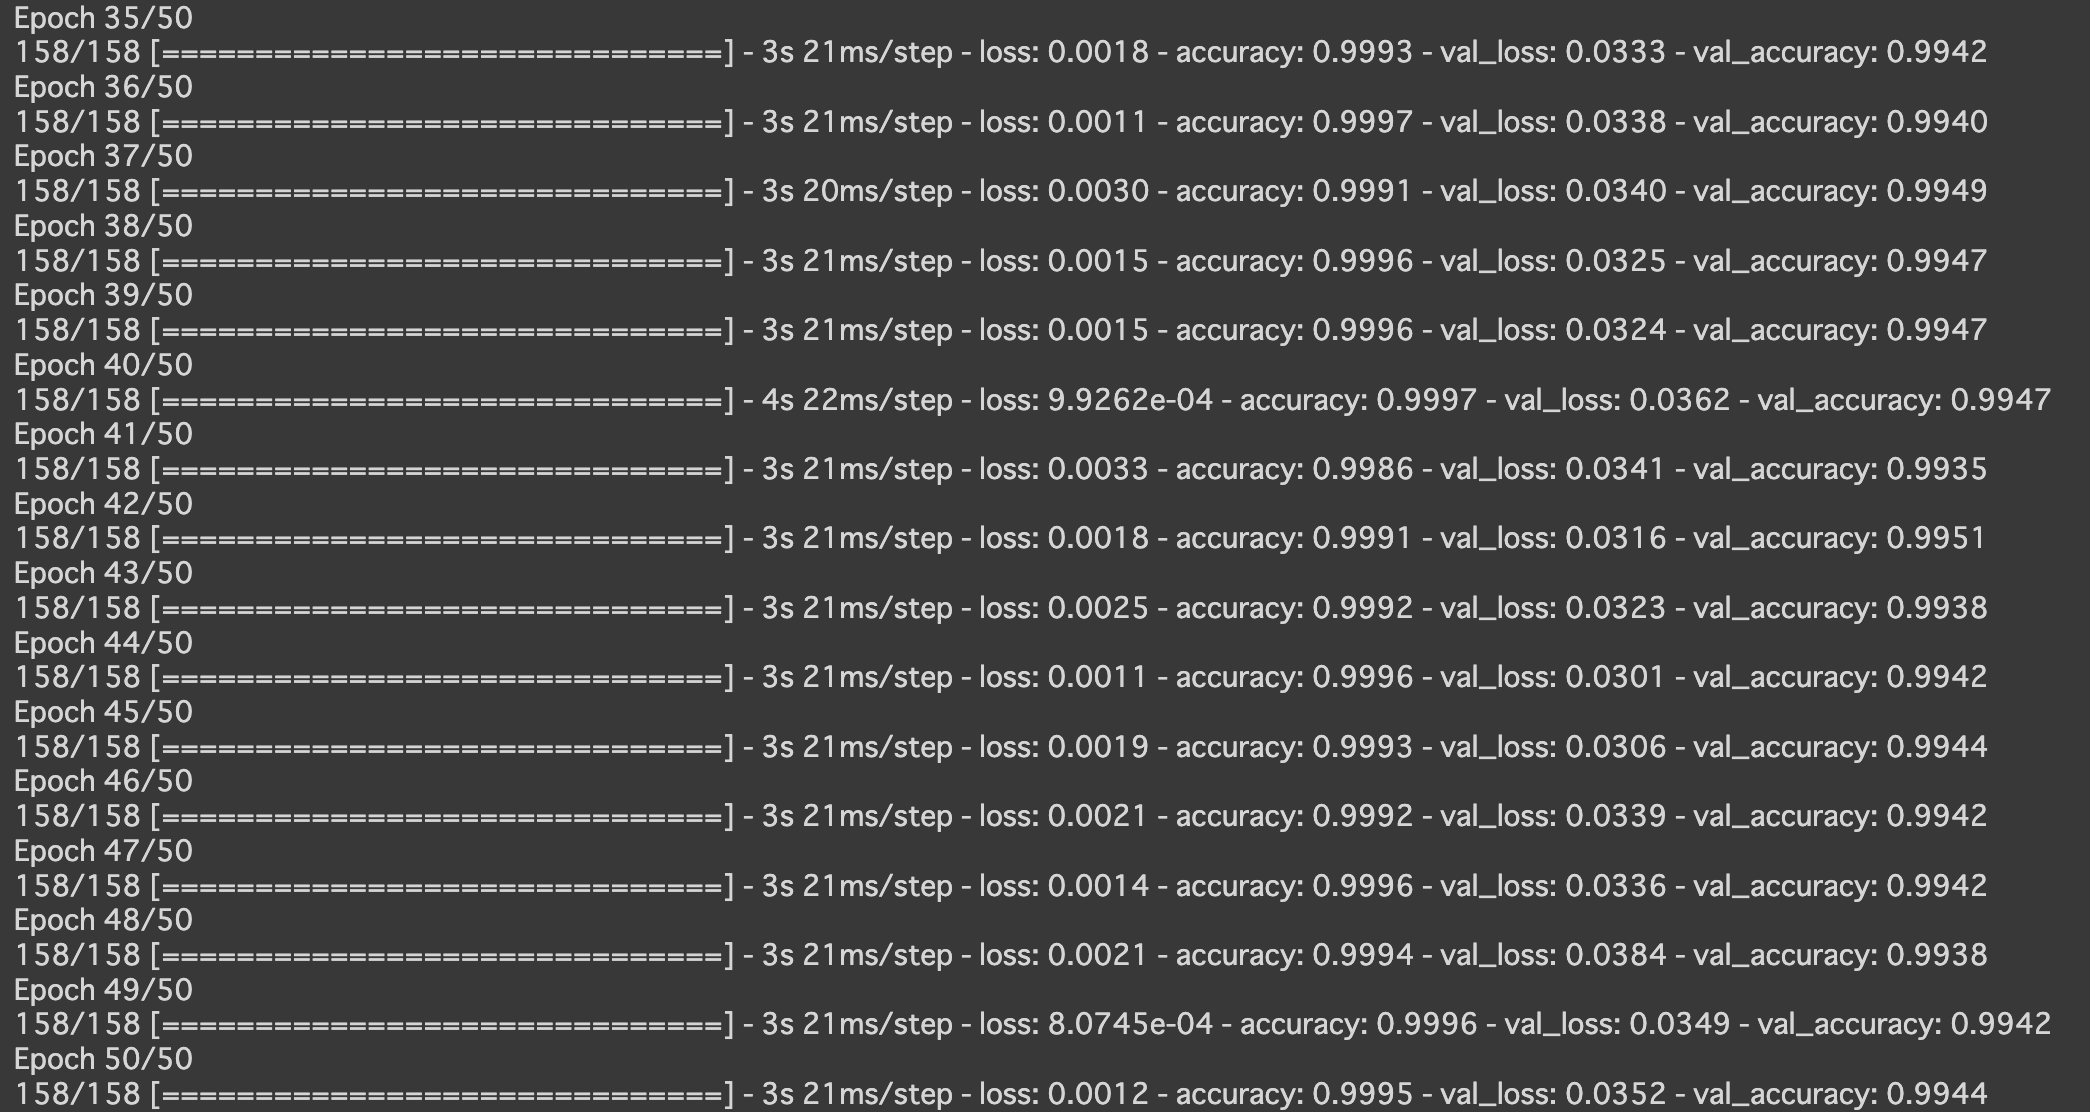 Epoch 35/50
158/158 [==============================] - 3s 21ms/step - loss: 0.0018 - accuracy: 0.9993 - val_loss: 0.0333 - val_accuracy: 0.9942
Epoch 36/50
158/158 [==============================] - 3s 21ms/step - loss: 0.0011 - accuracy: 0.9997 - val_loss: 0.0338 - val_accuracy: 0.9940
Epoch 37/50
158/158 [==============================] - 3s 20ms/step - loss: 0.0030 - accuracy: 0.9991 - val_loss: 0.0340 - val_accuracy: 0.9949
Epoch 38/50
158/158 [==============================] - 3s 21ms/step - loss: 0.0015 - accuracy: 0.9996 - val_loss: 0.0325 - val_accuracy: 0.9947
Epoch 39/50
158/158 [==============================] - 3s 21ms/step - loss: 0.0015 - accuracy: 0.9996 - val_loss: 0.0324 - val_accuracy: 0.9947
Epoch 40/50
158/158 [==============================] - 4s 22ms/step - loss: 9.9262e-04 - accuracy: 0.9997 - val_loss: 0.0362 - val_accuracy: 0.9947
Epoch 41/50
158/158 [==============================] - 3s 21ms/step - loss: 0.0033 - accuracy: 0.9986 - val_loss: 0.0341 - val_accuracy: 0.9935
Epoch 42/50
158/158 [==============================] - 3s 21ms/step - loss: 0.0018 - accuracy: 0.9991 - val_loss: 0.0316 - val_accuracy: 0.9951
Epoch 43/50
158/158 [==============================] - 3s 21ms/step - loss: 0.0025 - accuracy: 0.9992 - val_loss: 0.0323 - val_accuracy: 0.9938
Epoch 44/50
158/158 [==============================] - 3s 21ms/step - loss: 0.0011 - accuracy: 0.9996 - val_loss: 0.0301 - val_accuracy: 0.9942
Epoch 45/50
158/158 [==============================] - 3s 21ms/step - loss: 0.0019 - accuracy: 0.9993 - val_loss: 0.0306 - val_accuracy: 0.9944
Epoch 46/50
158/158 [==============================] - 3s 21ms/step - loss: 0.0021 - accuracy: 0.9992 - val_loss: 0.0339 - val_accuracy: 0.9942
Epoch 47/50
158/158 [==============================] - 3s 21ms/step - loss: 0.0014 - accuracy: 0.9996 - val_loss: 0.0336 - val_accuracy: 0.9942
Epoch 48/50
158/158 [==============================] - 3s 21ms/step - loss: 0.0021 - accuracy: 0.9994 - val_loss: 0.0384 - val_accuracy: 0.9938
Epoch 49/50
158/158 [==============================] - 3s 21ms/step - loss: 8.0745e-04 - accuracy: 0.9996 - val_loss: 0.0349 - val_accuracy: 0.9942
Epoch 50/50
158/158 [==============================] - 3s 21ms/step - loss: 0.0012 - accuracy: 0.9995 - val_loss: 0.0352 - val_accuracy: 0.9944